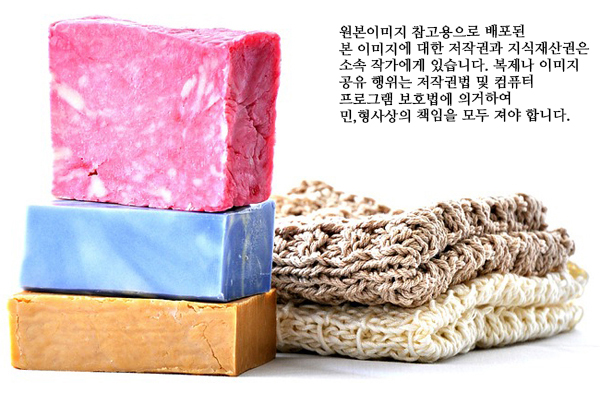 원본이미지 참고용으로 배포된
본 이미지에 대한 저작권과 지식재산권은
소속 작가에게 있습니다. 복제나 이미지
공유 행위는 저작권법 및 컴퓨터
프로그램 보호법에 의거하여
민,형사상의 책임을 모두 져야 합니다.